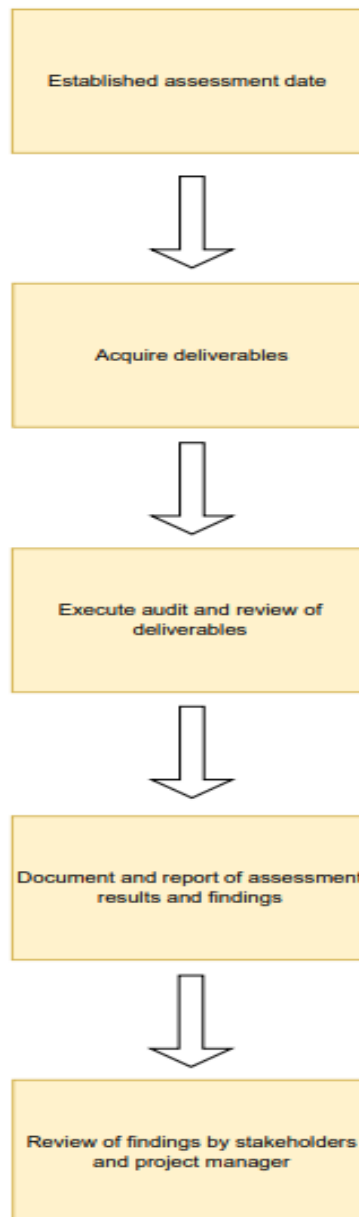 Established assessment date
Acquire deliverables
Execute audit and review of
deliverables
Document and report of assessment
results and findings
Review of findings by stakeholders
and project manager